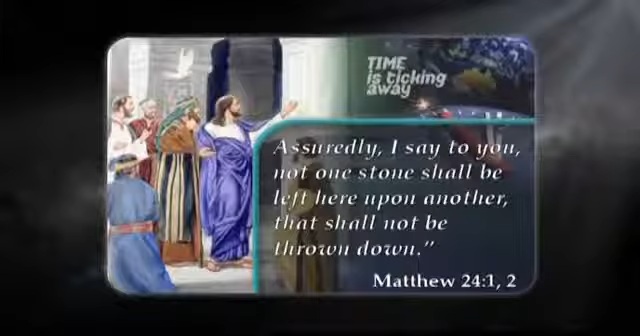 TIME
is ticking
away
Assuredly, I say to you,
not one stone shall be
left here upon another,
that shall not be
thrown down."
Matthew 24:1, 2